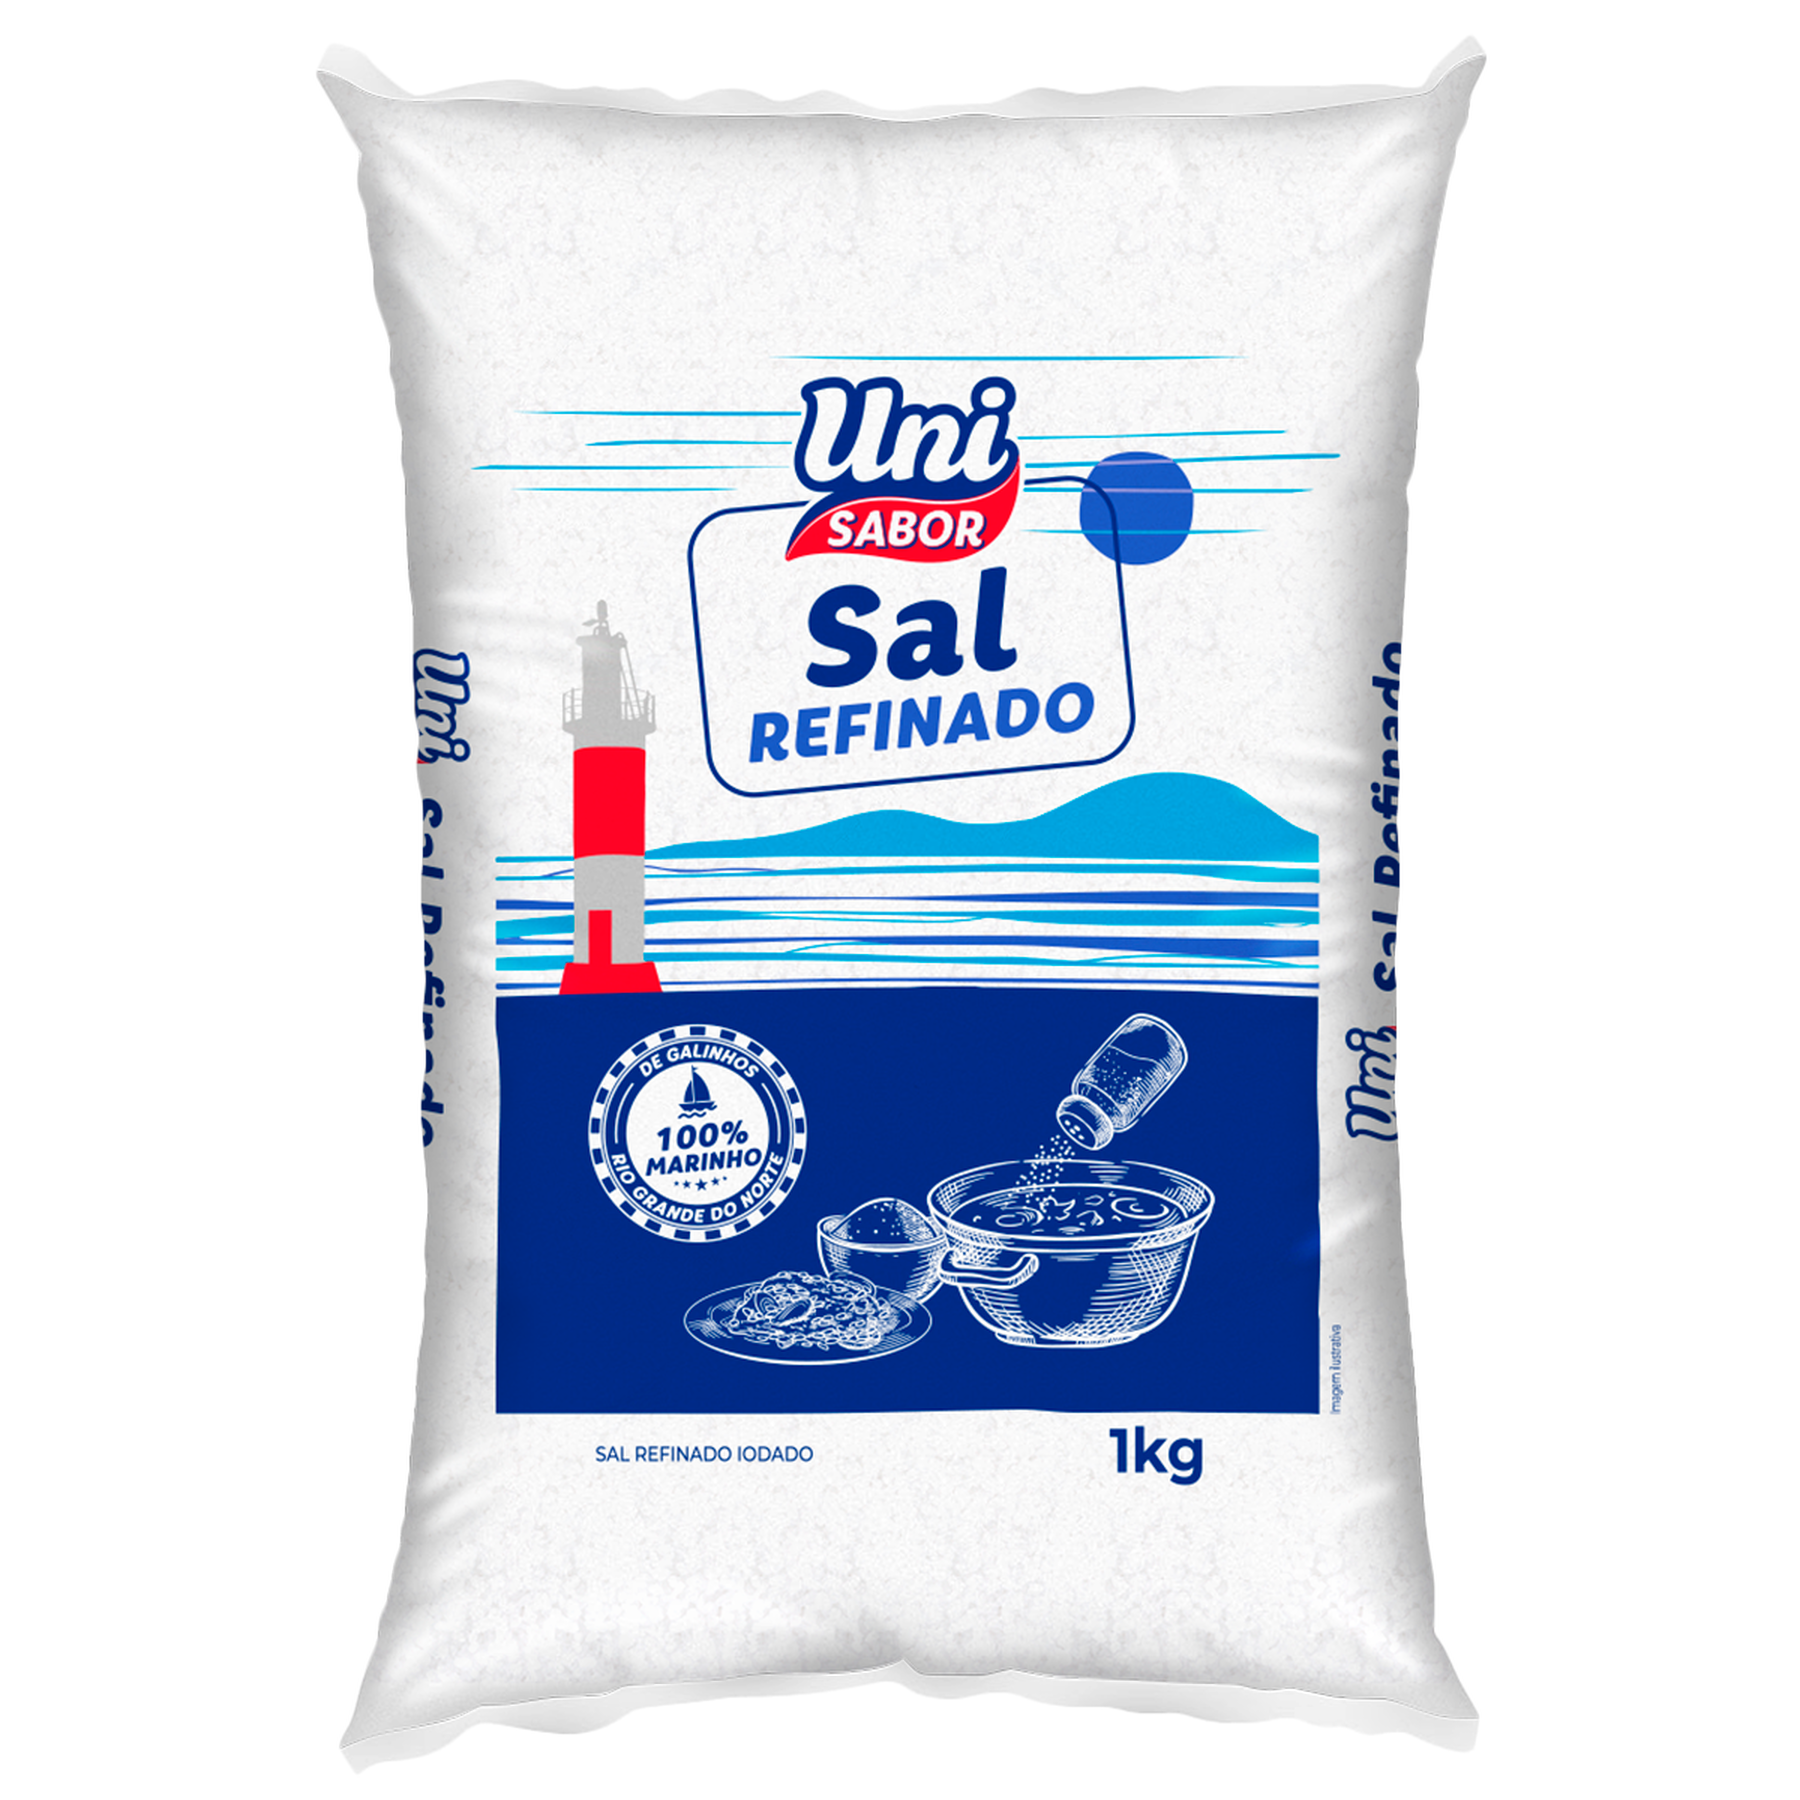 Uni
SABOR
Sal
REFINADO
Uni Sal Refinado
Uni Sal Refinado
DE GALINHOS
100%
MARINHO
RIO GRANDE DO NORTE
Imagem ilustrativa
SAL REFINADO IODADO
1kg